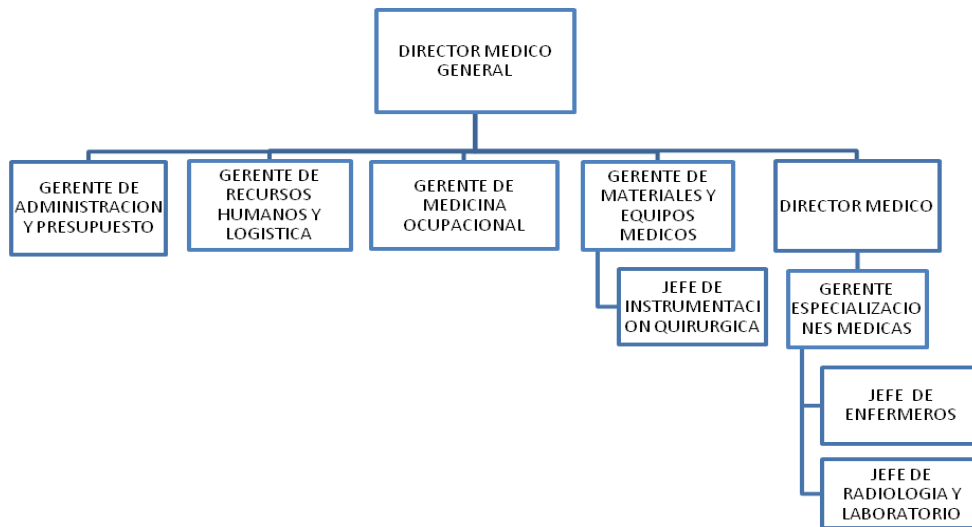 DIRECTOR MEDICO
GENERAL
GERENTE DE
ADMINISTRACION
Y PRESUPUESTO
GERENTE DE
RECURSOS
HUMANOS Y
LOGISTICA
GERENTE DE
MEDICINA
OCUPACIONAL
GERENTE DE
MATERIALES Y
EQUIPOS
MEDICOS
DIRECTOR MEDICO
JEFE DE
INSTRUMENTACI
ON QUIRURGICA
GERENTE
ESPECIALIZACIO
NES MEDICAS
JEFE DE
ENFERMEROS
JEFE DE
RADIOLOGIA Y
LABORATORIO